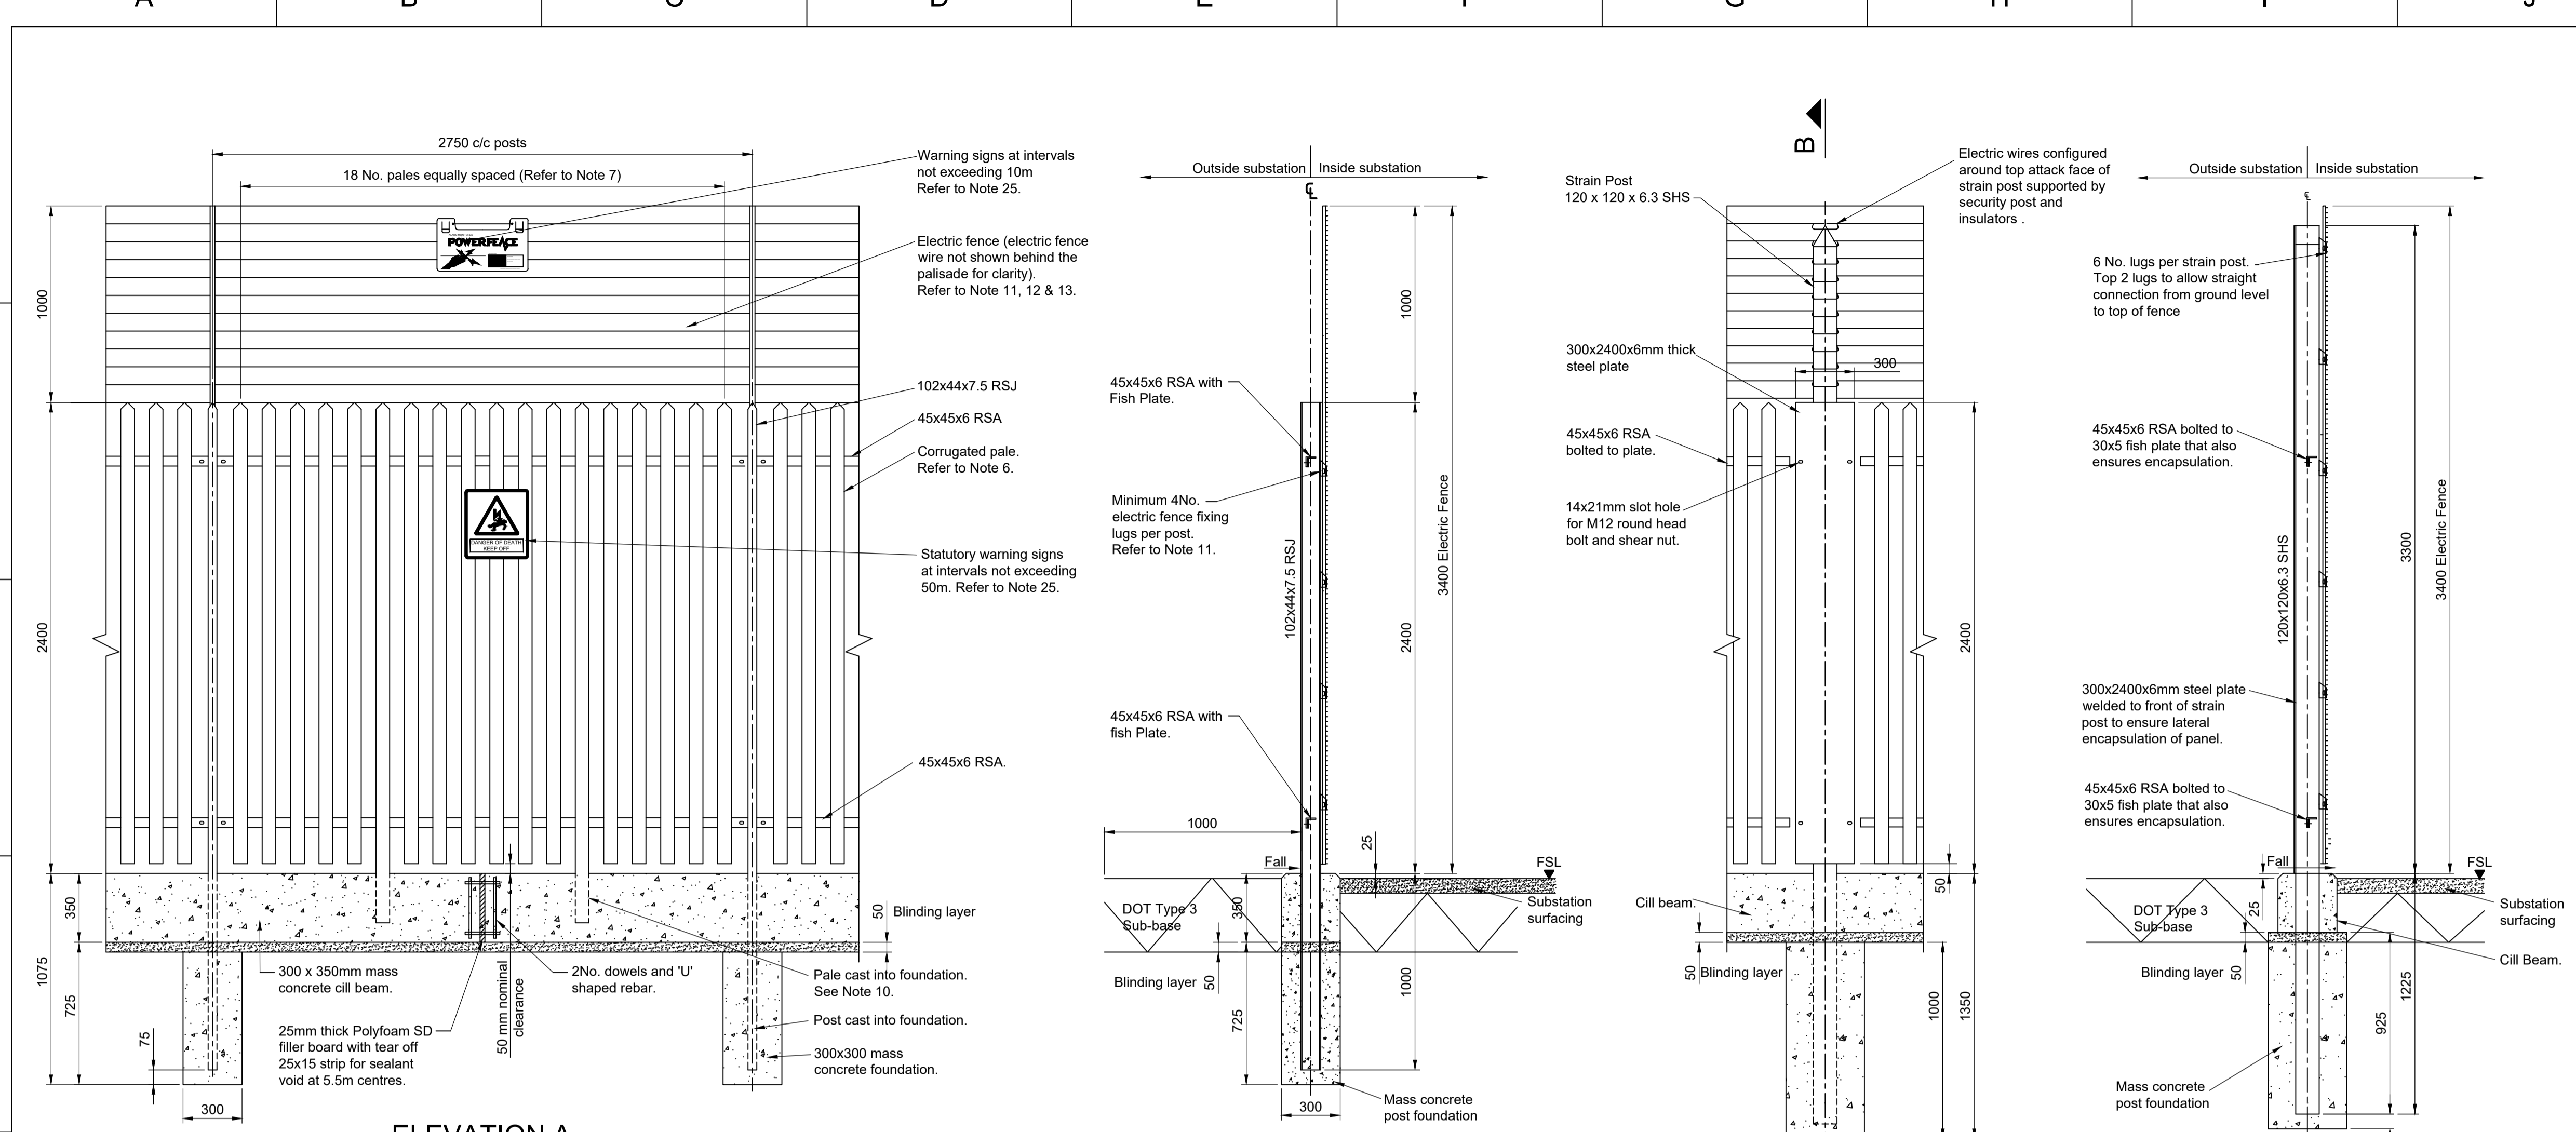 A
B
C
D
E
F
G
H
I
J
2750 c/c posts
18 No. pales equally spaced (Refer to Note 7)
1000
2400
350
1075
725
75
300
POWERFENCE
DANGER OF DEATH
KEEP OFF
Warning signs at intervals
not exceeding 10m
Refer to Note 25.
Electric fence (electric fence
wire not shown behind the
palisade for clarity).
Refer to Note 11, 12 & 13.
102x44x7.5 RSJ
45x45x6 RSA
Corrugated pale.
Refer to Note 6.
Statutory warning signs
at intervals not exceeding
50m. Refer to Note 25.
45x45x6 RSA.
50
Blinding layer
300 x 350mm mass
concrete cill beam.
25mm thick Polyfoam SD
filler board with tear off
25x15 strip for sealant
void at 5.5m centres.
50 mm nominal
clearance
2No. dowels and 'U'
shaped rebar.
Pale cast into foundation.
See Note 10.
Post cast into foundation.
300x300 mass
concrete foundation.
ELEVATION A
Outside substation
Inside substation
45x45x6 RSA with
Fish Plate.
Minimum 4No.
electric fence fixing
lugs per post.
Refer to Note 11.
102x44x7.5 RSJ
1000
2400
3400 Electric Fence
45x45x6 RSA with
fish Plate.
1000
25
Fall
FSL
DOT Type 3
Sub-base
350
Substation
surfacing
Blinding layer
50
725
1000
300
Mass concrete
post foundation
B
Strain Post
120 x 120 x 6.3 SHS
Electric wires configured
around top attack face of
strain post supported by
security post and
insulators .
300x2400x6mm thick
steel plate
300
45x45x6 RSA
bolted to plate.
14x21mm slot hole
for M12 round head
bolt and shear nut.
2400
50
Cill beam.
50
Blinding layer
1000
1350
Outside substation
Inside substation
6 No. lugs per strain post.
Top 2 lugs to allow straight
connection from ground level
to top of fence
45x45x6 RSA bolted to
30x5 fish plate that also
ensures encapsulation.
120x120x6.3 SHS
3300
3400 Electric Fence
300x2400x6mm steel plate
welded to front of strain
post to ensure lateral
encapsulation of panel.
45x45x6 RSA bolted to
30x5 fish plate that also
ensures encapsulation.
Fall
FSL
25
DOT Type 3
Sub-base
Substation
surfacing
Cill Beam.
Blinding layer
50
1225
925
Mass concrete
post foundation